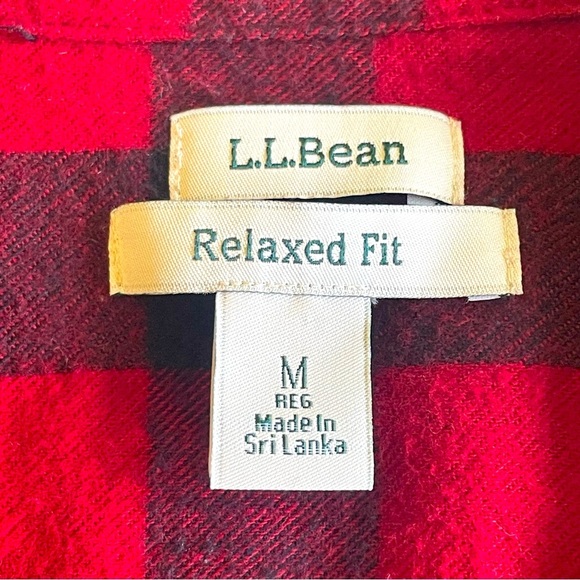 L.L.Bean
Relaxed Fit
M
REG
Made In
Sri Lanka